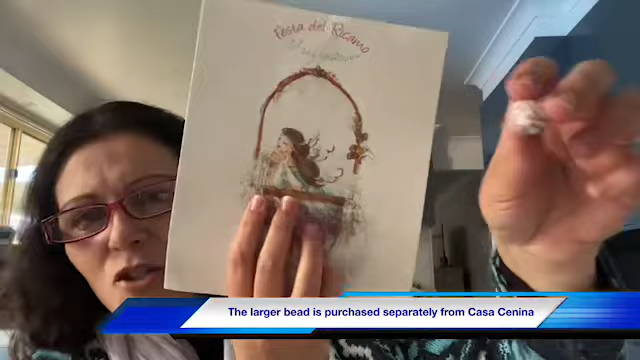 Festa del Ricamo
The larger bead is purchased separately from Casa Cenina